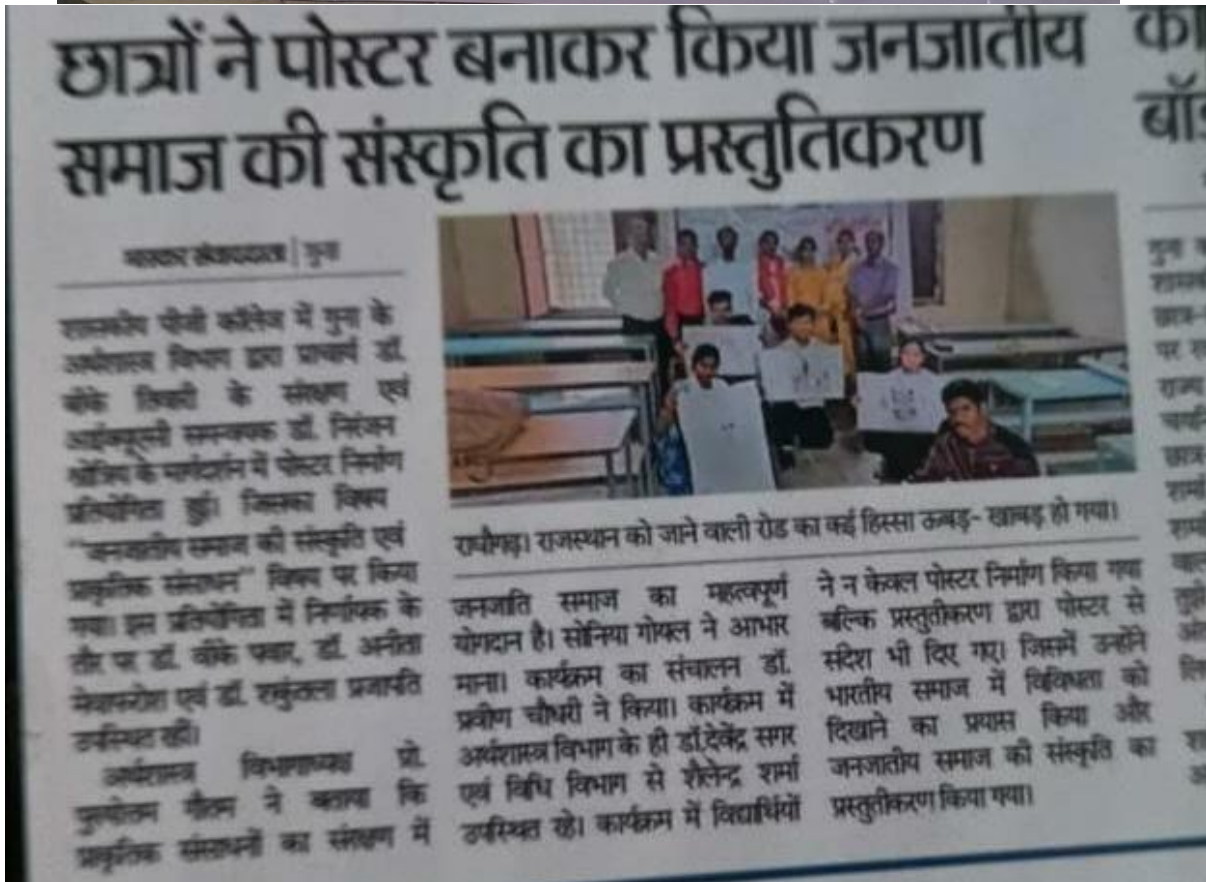 छात्रों ने पोस्टर बनाकर किया जनजातीय
समाज की संस्कृति का प्रस्तुतिकरण
भास्कर संवाददाता | गुना
शासकीय पीजी कॉलेज में गुना के
अर्थशास्त्र विभाग द्वारा प्राचार्य डॉ.
बीके तिवारी के संरक्षण एवं
आईक्यूएसी समन्वयक डॉ. निरंजन
श्रोत्रिय के मार्गदर्शन में पोस्टर निर्माण
प्रतियोगिता हुई। जिसका विषय
"जनजातीय समाज की संस्कृति एवं
प्राकृतिक संसाधन" विषय पर किया
गया। इस प्रतियोगिता में निर्णायक के
तौर पर डॉ. वीके पवार, डॉ. अनीता
एवं डॉ. शकुंतला प्रजापति
उपस्थित रहीं।
अर्थशास्त्र विभागाध्यक्ष प्रो.
गौतम ने बताया कि
प्राकृतिक संसाधनों का संरक्षण में
राघौगढ़। राजस्थान को जाने वाली रोड का कई हिस्सा ऊबड़- खाबड़ हो गया।
जनजाति समाज का महत्वपूर्ण
योगदान है। सोनिया गोयल ने आभार
माना। कार्यक्रम का संचालन डॉ.
प्रवीण चौधरी ने किया। कार्यक्रम में
अर्थशास्त्र विभाग के ही डॉ.देवेंद्र सगर
एवं विधि विभाग से शैलेन्द्र शर्मा
उपस्थित रहे। कार्यक्रम में विद्यार्थियों
ने न केवल पोस्टर निर्माण किया गया
बल्कि प्रस्तुतीकरण द्वारा पोस्टर से
संदेश भी दिए गए। जिसमें उन्होंने
भारतीय समाज में विविधता को
दिखाने का प्रयास किया और
जनजातीय समाज की संस्कृति का
प्रस्तुतीकरण किया गया।